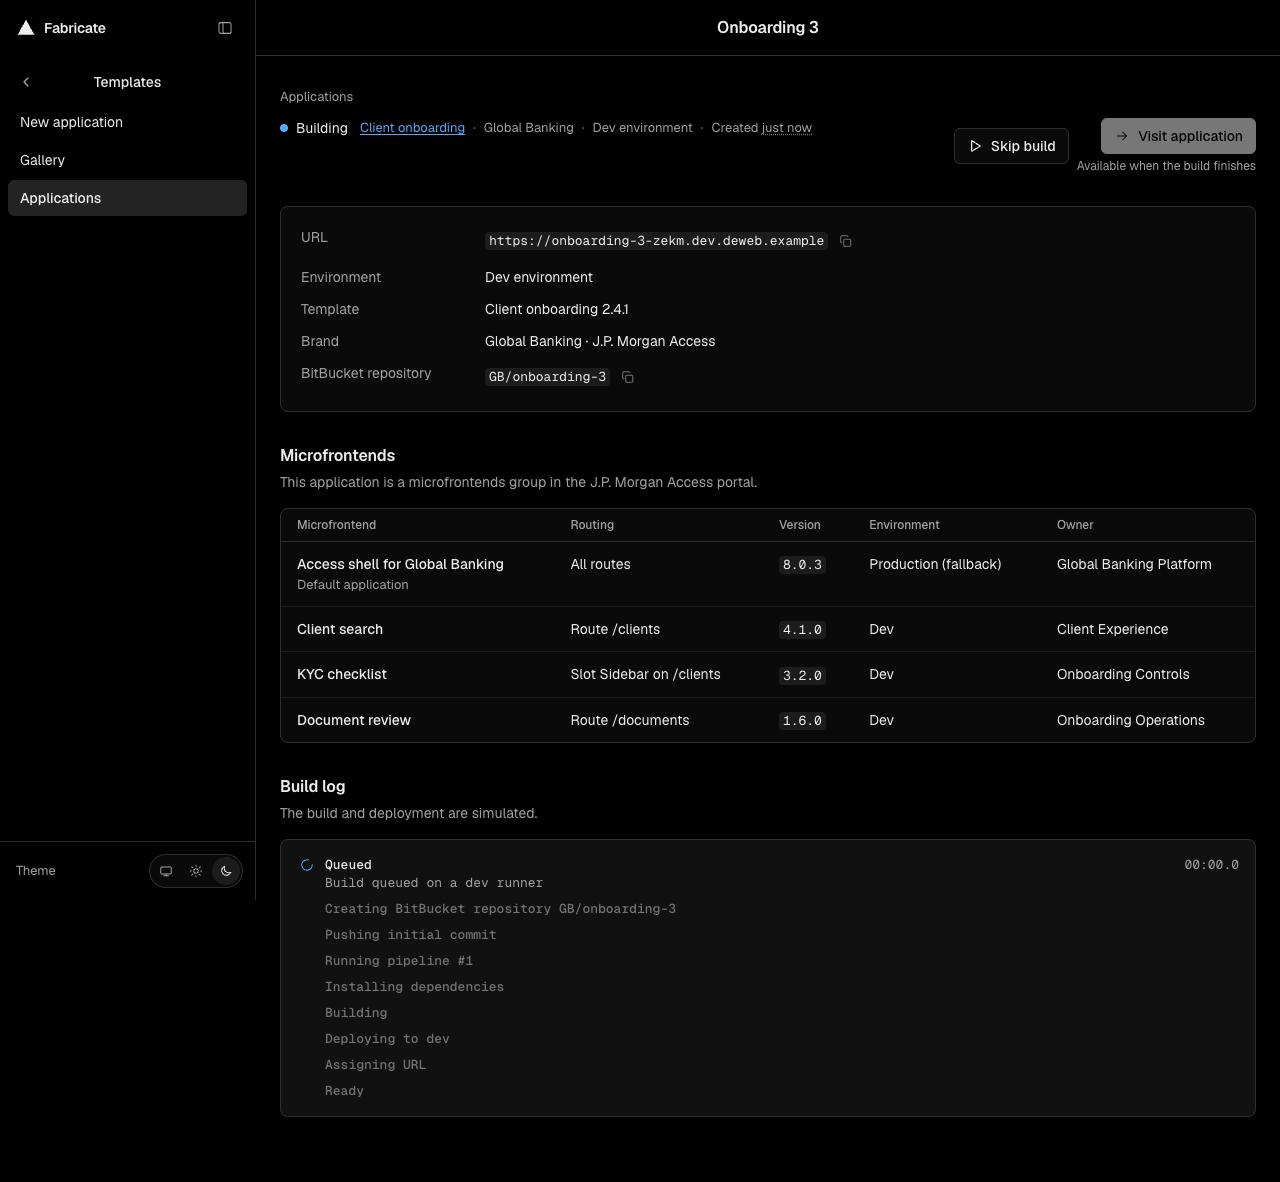 Fabricate
Templates
New application
Gallery
Applications
Theme
Onboarding 3
Applications
Building Client onboarding · Global Banking · Dev environment · Created just now
Skip build
Visit application
Available when the build finishes
URL https://onboarding-3-zekm.dev.deweb.example
Environment Dev environment
Template Client onboarding 2.4.1
Brand Global Banking · J.P. Morgan Access
BitBucket repository GB/onboarding-3
Microfrontends
This application is a microfrontends group in the J.P. Morgan Access portal.
Microfrontend Routing Version Environment Owner
Access shell for Global Banking All routes 8.0.3 Production (fallback) Global Banking Platform
Default application
Client search Route /clients 4.1.0 Dev Client Experience
KYC checklist Slot Sidebar on /clients 3.2.0 Dev Onboarding Controls
Document review Route /documents 1.6.0 Dev Onboarding Operations
Build log
The build and deployment are simulated.
Queued 00:00.0
Build queued on a dev runner
Creating BitBucket repository GB/onboarding-3
Pushing initial commit
Running pipeline #1
Installing dependencies
Building
Deploying to dev
Assigning URL
Ready